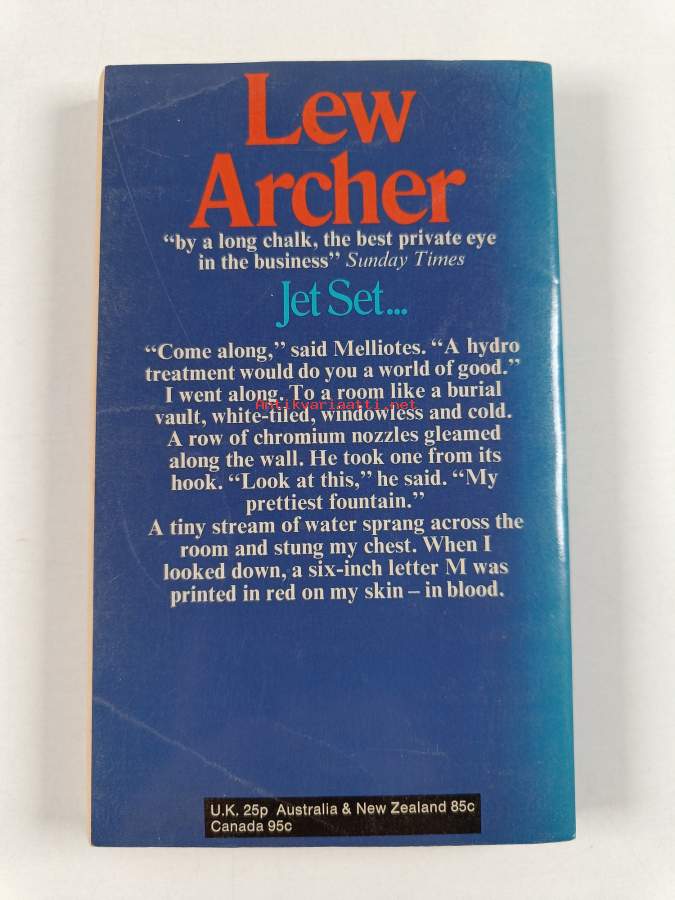 Lew
Archer
“by a long chalk, the best private eye
in the business” Sunday Times
Jet Set...
“Come along,” said Melliotes. “A hydro
treatment would do you a world of good.”
I went along. To a room like a burial
Antikvariaatti.net
vault, white-tiled, windowless and cold.
A row of chromium nozzles gleamed
along the wall. He took one from its
hook. “Look at this,” he said. “My
prettiest fountain.”
A tiny stream of water sprang across the
room and stung my chest. When I
looked down, a six-inch letter M was
printed in red on my skin – in blood.
U.K. 25p Australia & New Zealand 85c
Canada 95c